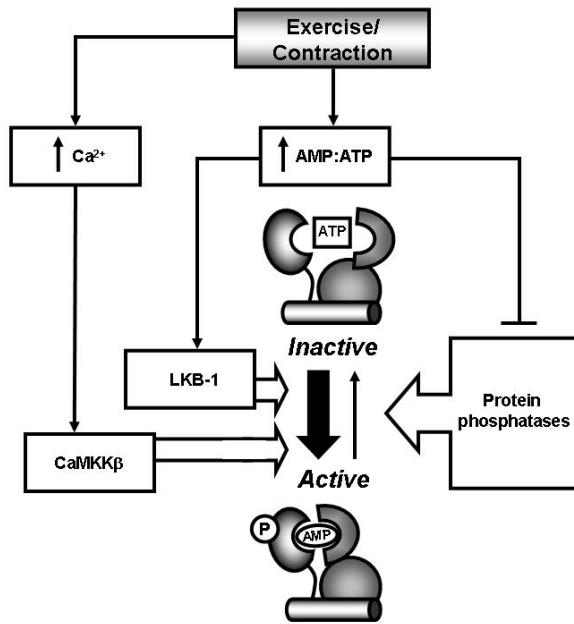 Exercise/
Contraction
Ca²⁺
AMP:ATP
ATP
Inactive
LKB-1
Protein
phosphatases
CaMKKβ
Active
P
AMP